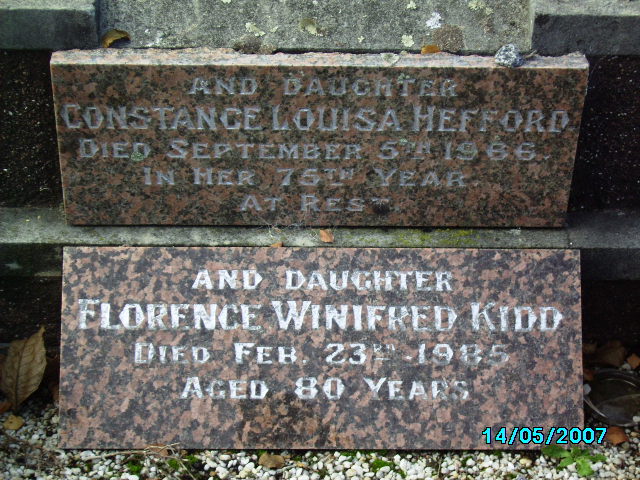 AND DAUGHTER
CONSTANCE LOUISA HEFFORD
DIED SEPTEMBER 5TH 1966.
IN HER 75TH YEAR.
AT REST
AND DAUGHTER
FLORENCE WINIFRED KIDD
DIED FEB. 23RD 1985
AGED 80 YEARS
14/05/2007